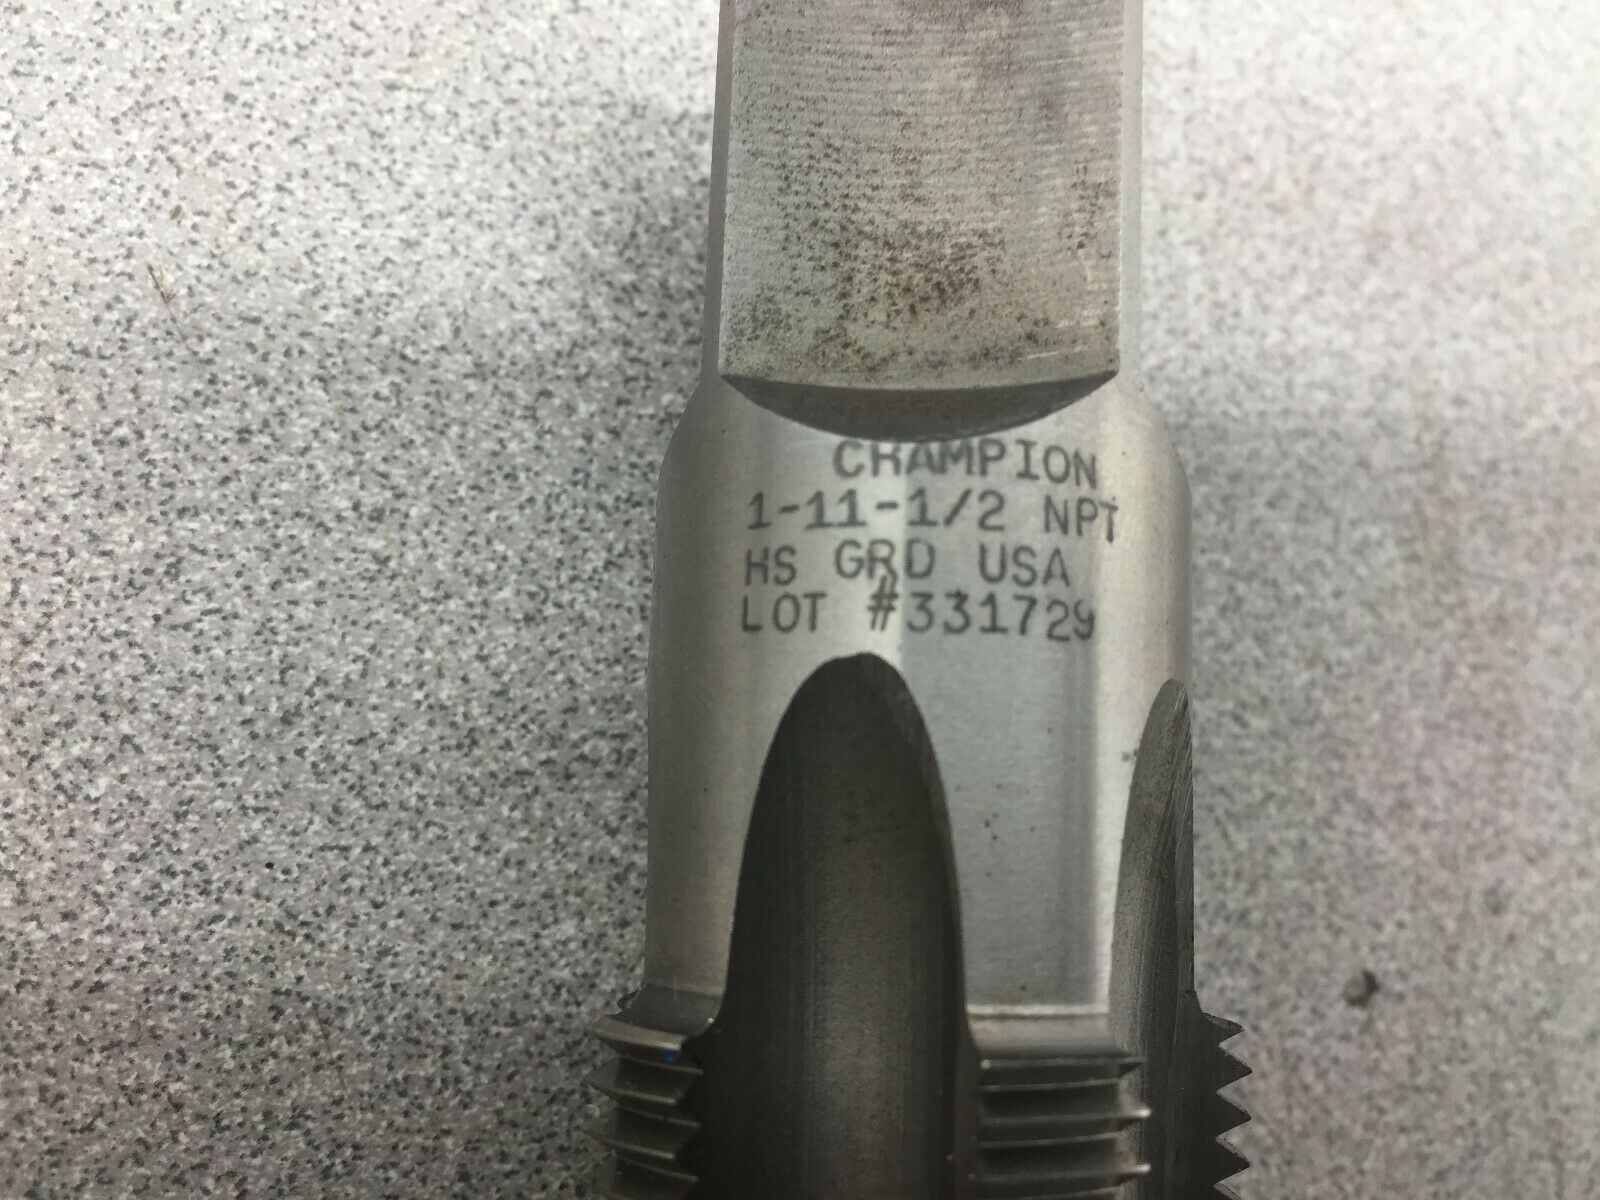 CHAMPION
1-11-1/2 NPT
HS GRD USA
LOT #331729